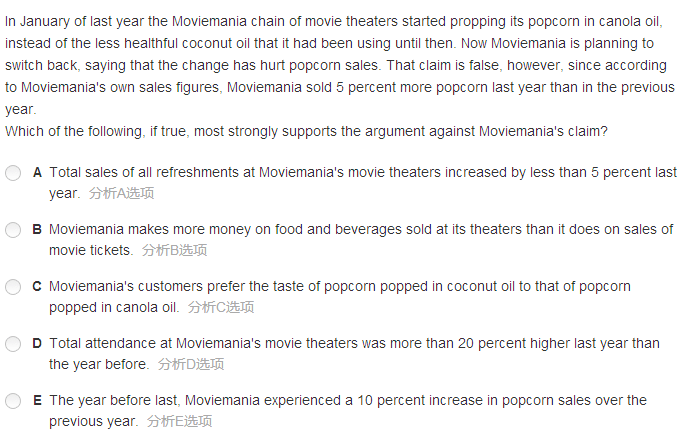 In January of last year the Moviemania chain of movie theaters started propping its popcorn in canola oil,
instead of the less healthful coconut oil that it had been using until then. Now Moviemania is planning to
switch back, saying that the change has hurt popcorn sales. That claim is false, however, since according
to Moviemania's own sales figures, Moviemania sold 5 percent more popcorn last year than in the previous
year.
Which of the following, if true, most strongly supports the argument against Moviemania's claim?
A Total sales of all refreshments at Moviemania's movie theaters increased by less than 5 percent last
year. 分析A选项
B Moviemania makes more money on food and beverages sold at its theaters than it does on sales of
movie tickets. 分析B选项
C Moviemania's customers prefer the taste of popcorn popped in coconut oil to that of popcorn
popped in canola oil. 分析C选项
D Total attendance at Moviemania's movie theaters was more than 20 percent higher last year than
the year before. 分析D选项
E The year before last, Moviemania experienced a 10 percent increase in popcorn sales over the
previous year. 分析E选项